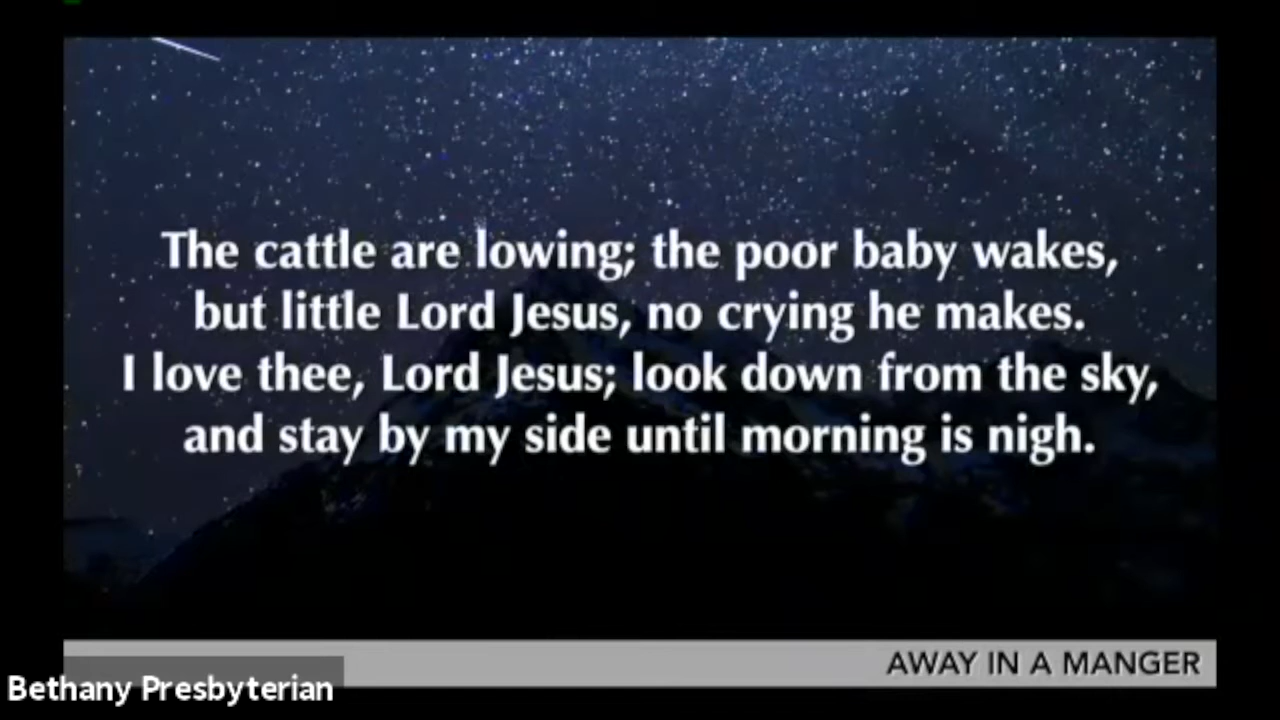 The cattle are lowing; the poor baby wakes,
but little Lord Jesus, no crying he makes.
I love thee, Lord Jesus; look down from the sky,
and stay by my side until morning is nigh.
AWAY IN A MANGER
Bethany Presbyterian